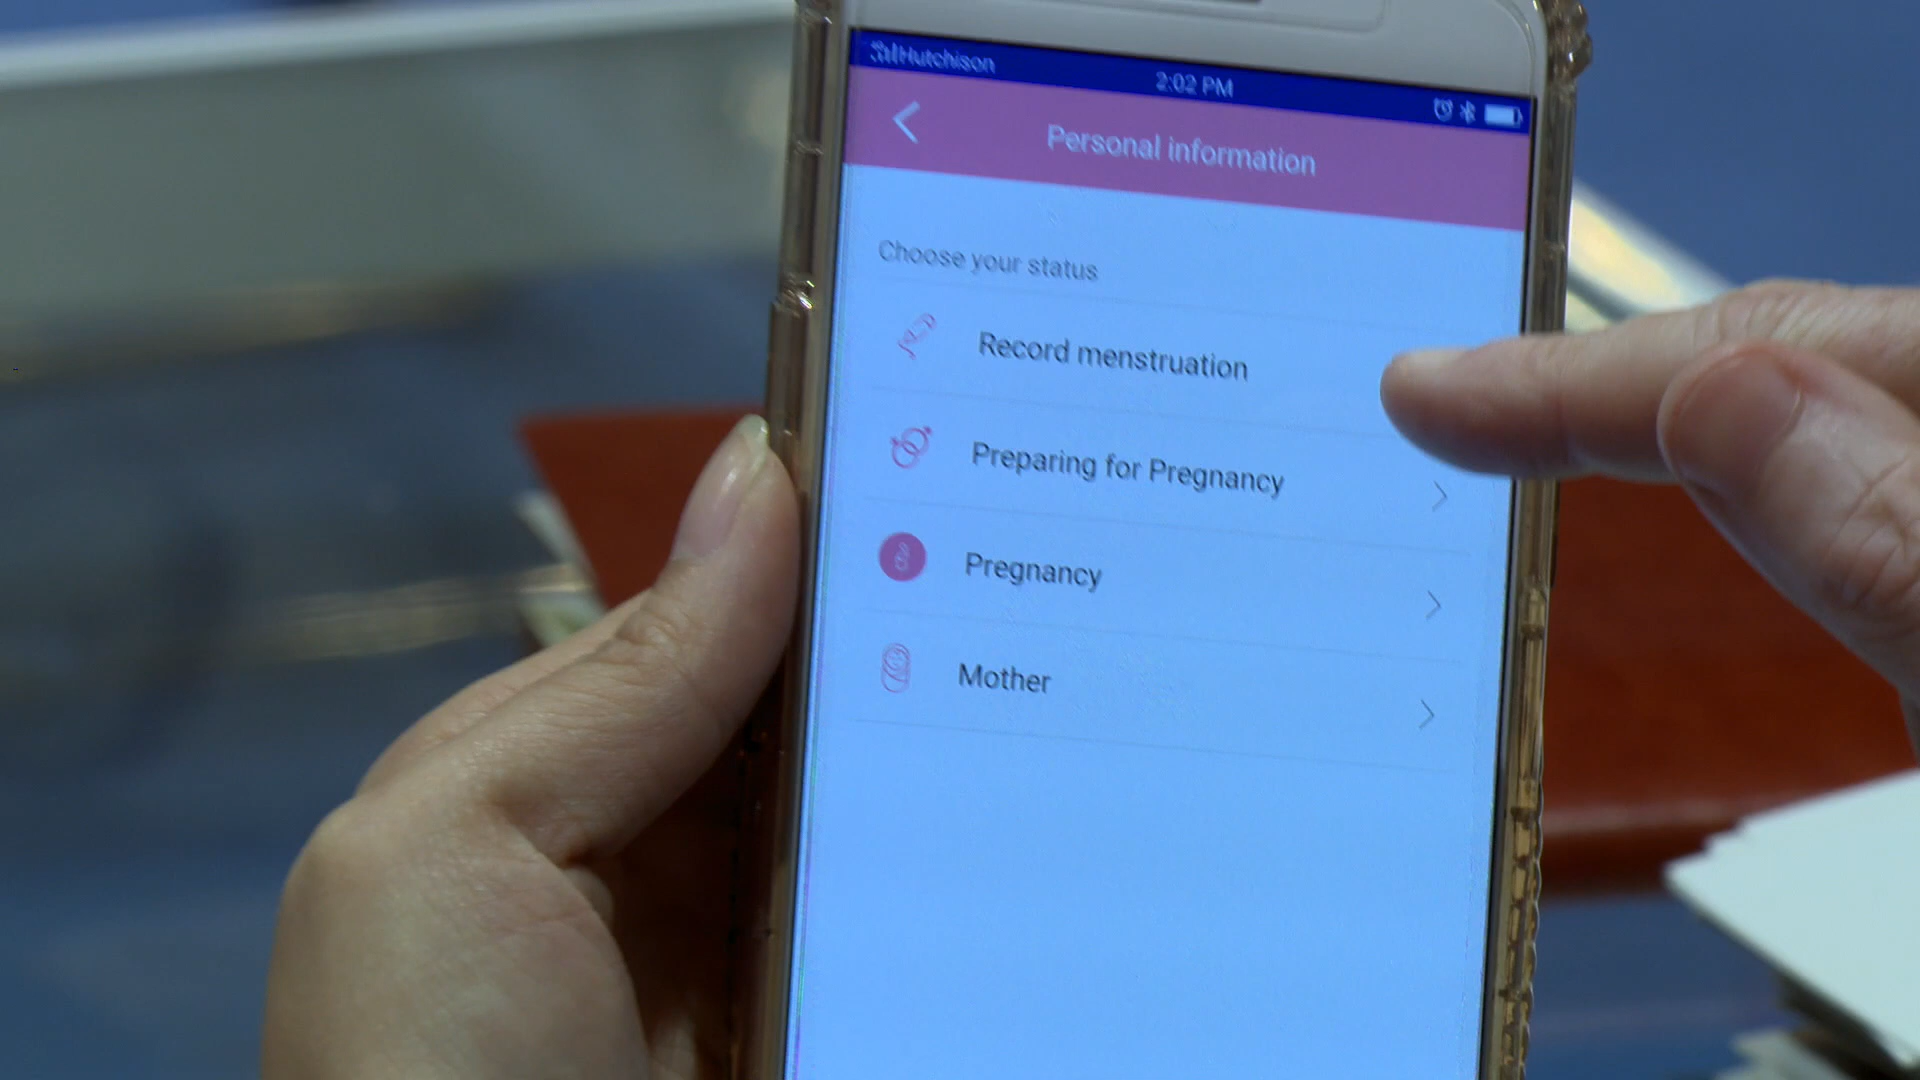 Hutchison
2:02 PM
Personal information
Choose your status
Record menstruation
Preparing for Pregnancy
Pregnancy
Mother